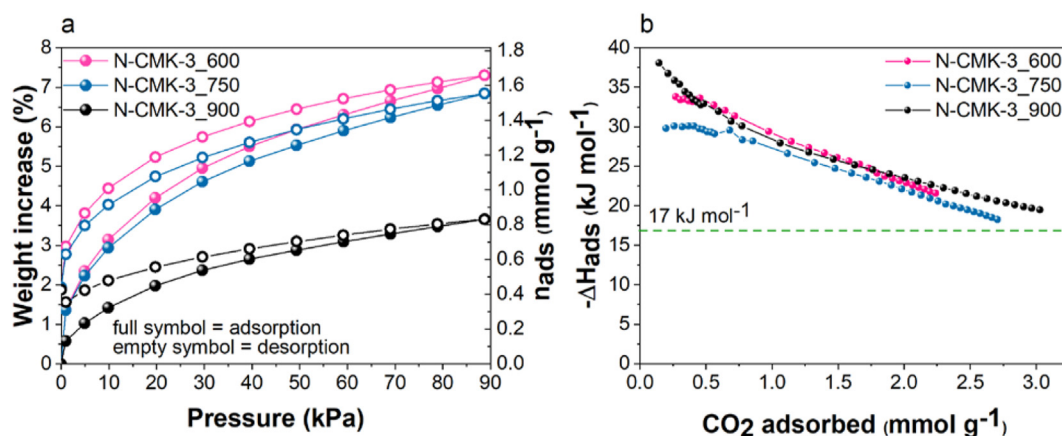 a
Weight increase (%)
8
7
6
5
4
3
2
1
0
N-CMK-3_600
N-CMK-3_750
N-CMK-3_900
full symbol = adsorption
empty symbol = desorption
1.8
1.6
1.4
1.2
1.0
0.8
0.6
0.4
0.2
0.0
nads (mmol g-1)
0 10 20 30 40 50 60 70 80 90
Pressure (kPa)
b
-ΔHads (kJ mol-1)
40
35
30
25
20
15
10
5
0
N-CMK-3_600
N-CMK-3_750
N-CMK-3_900
17 kJ mol-1
0.0 0.5 1.0 1.5 2.0 2.5 3.0
CO2 adsorbed (mmol g-1)